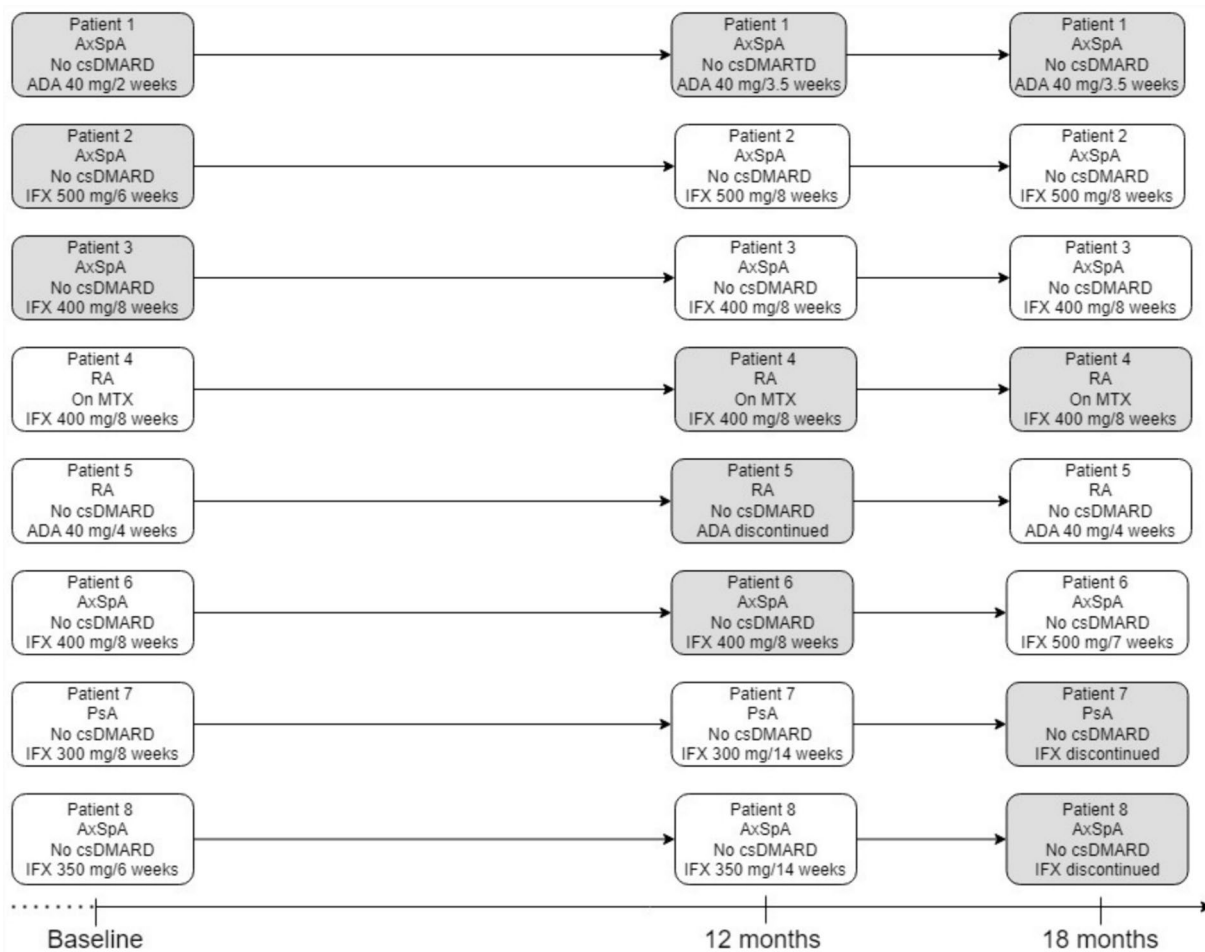 Patient 1
AxSpA
No csDMARD
ADA 40 mg/2 weeks
Patient 1
AxSpA
No csDMARTD
ADA 40 mg/3.5 weeks
Patient 1
AxSpA
No csDMARD
ADA 40 mg/3.5 weeks
Patient 2
AxSpA
No csDMARD
IFX 500 mg/6 weeks
Patient 2
AxSpA
No csDMARD
IFX 500 mg/8 weeks
Patient 2
AxSpA
No csDMARD
IFX 500 mg/8 weeks
Patient 3
AxSpA
No csDMARD
IFX 400 mg/8 weeks
Patient 3
AxSpA
No csDMARD
IFX 400 mg/8 weeks
Patient 3
AxSpA
No csDMARD
IFX 400 mg/8 weeks
Patient 4
RA
On MTX
IFX 400 mg/8 weeks
Patient 4
RA
On MTX
IFX 400 mg/8 weeks
Patient 4
RA
On MTX
IFX 400 mg/8 weeks
Patient 5
RA
No csDMARD
ADA 40 mg/4 weeks
Patient 5
RA
No csDMARD
ADA discontinued
Patient 5
RA
No csDMARD
ADA 40 mg/4 weeks
Patient 6
AxSpA
No csDMARD
IFX 400 mg/8 weeks
Patient 6
AxSpA
No csDMARD
IFX 400 mg/8 weeks
Patient 6
AxSpA
No csDMARD
IFX 500 mg/7 weeks
Patient 7
PsA
No csDMARD
IFX 300 mg/8 weeks
Patient 7
PsA
No csDMARD
IFX 300 mg/14 weeks
Patient 7
PsA
No csDMARD
IFX discontinued
Patient 8
AxSpA
No csDMARD
IFX 350 mg/6 weeks
Patient 8
AxSpA
No csDMARD
IFX 350 mg/14 weeks
Patient 8
AxSpA
No csDMARD
IFX discontinued
Baseline
12 months
18 months